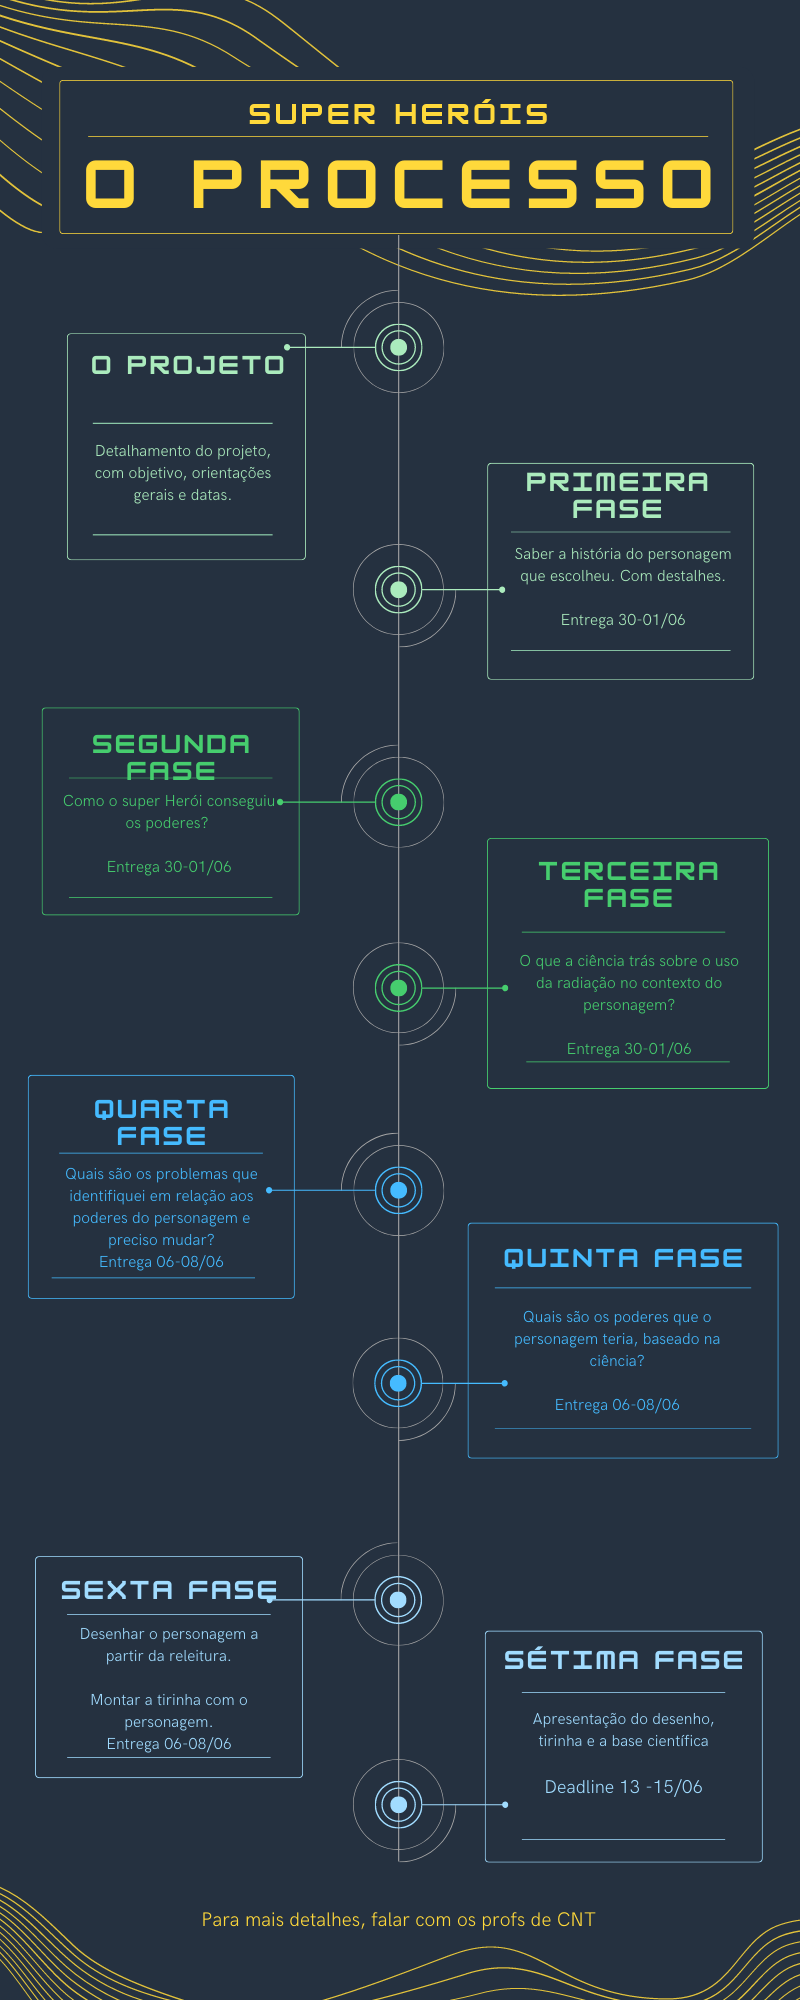 SUPER HERÓIS
O PROCESSO
O PROJETO
Detalhamento do projeto,
com objetivo, orientações
gerais e datas.
PRIMEIRA
FASE
Saber a história do personagem
que escolheu. Com destalhes.
Entrega 30-01/06
SEGUNDA
FASE
Como o super Herói conseguiu
os poderes?
Entrega 30-01/06
TERCEIRA
FASE
O que a ciência trás sobre o uso
da radiação no contexto do
personagem?
Entrega 30-01/06
QUARTA
FASE
Quais são os problemas que
identifiquei em relação aos
poderes do personagem e
preciso mudar?
Entrega 06-08/06
QUINTA FASE
Quais são os poderes que o
personagem teria, baseado na
ciência?
Entrega 06-08/06
SEXTA FASE
Desenhar o personagem a
partir da releitura.
Montar a tirinha com o
personagem.
Entrega 06-08/06
SÉTIMA FASE
Apresentação do desenho,
tirinha e a base científica
Deadline 13 -15/06
Para mais detalhes, falar com os profs de CNT